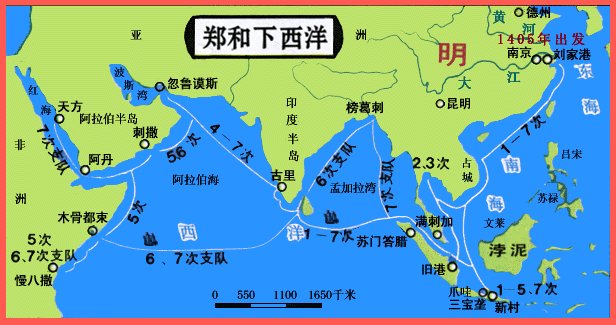 郑和下西洋
德州
黄河
1405年出发
南京
刘家港
明
大江
东海
亚
洲
波斯湾
忽鲁谟斯
红海
天方
阿拉伯半岛
刺撒
7次支队
印度半岛
榜葛刺
昆明
4-7次
5.6次
6次支队
7次支队
2.3次
1-7次
占城
吕宋
南海
非
洲
阿丹
阿拉伯海
古里
孟加拉湾
苏禄
木骨都束
5次
西
洋
1-7次
满刺加
文莱
苏门答腊
浡泥
5次
6.7次支队
6、7次支队
慢八撒
旧港
0 550 1100 1650千米
爪哇
三宝垄
新村
1-5.7次